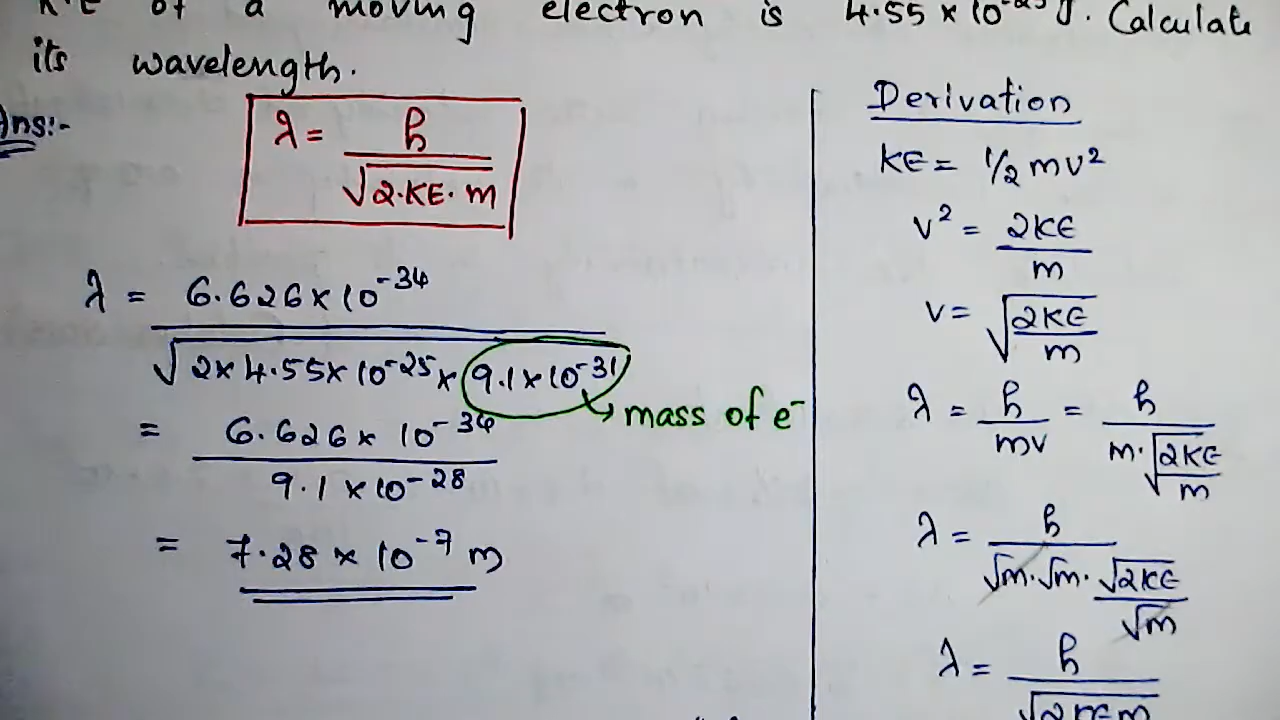 K.E of a moving electron is 4.55 × 10⁻²⁵ J. Calculate
its wavelength.
Ans:-
λ = h / √2·KE·m
λ = 6.626 × 10⁻³⁴ / √2 × 4.55 × 10⁻²⁵ × 9.1 × 10⁻³¹
→ mass of e⁻
= 6.626 × 10⁻³⁴ / 9.1 × 10⁻²⁸
= 7.28 × 10⁻⁷ m
Derivation
KE = 1/2 mv²
v² = 2KE / m
v = √2KE / m
λ = h / mv = h / m·√2KE / m
λ = h / √m·√m·√2KE / √m
λ = h / √2KEm